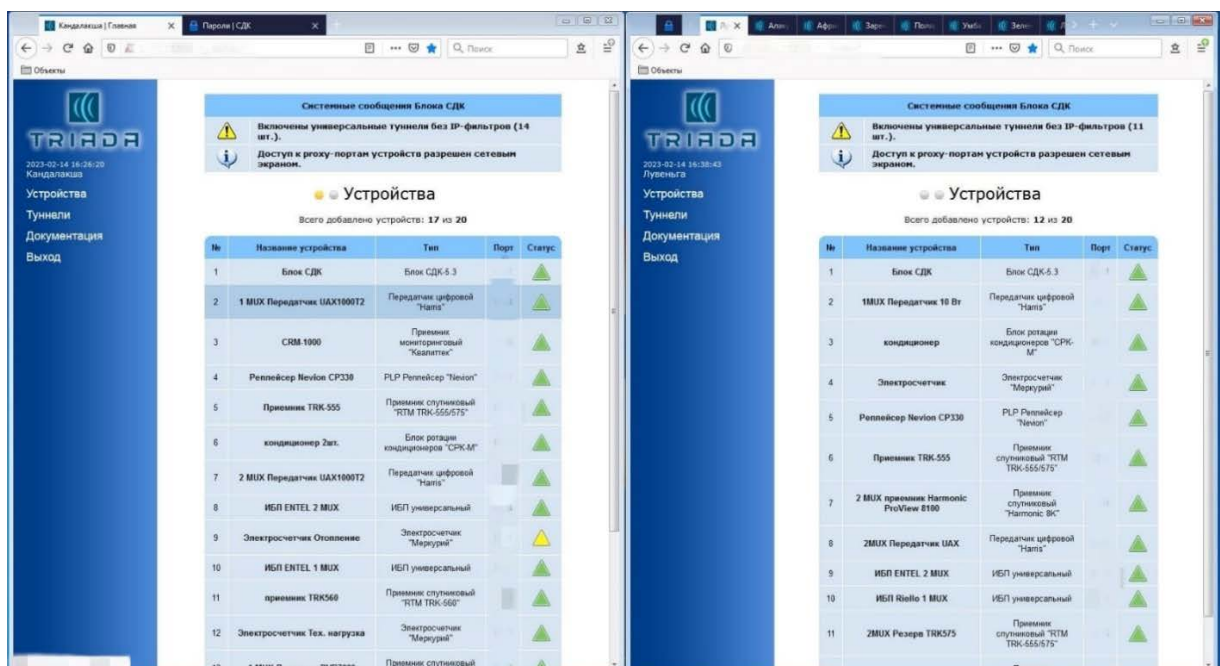 Кандалакша | Главная
Пароли | СДК
Поиск
Объекты
TRIADA
2023-02-14 16:26:20
Кандалакша
Устройства
Туннели
Документация
Выход
Системные сообщения Блока СДК
Включены универсальные туннели без IP-фильтров (14
шт.).
Доступ к proxy-портам устройств разрешен сетевым
экраном.
Устройства
Всего добавлено устройств: 17 из 20
№ Название устройства Тип Порт Статус
1 Блок СДК Блок СДК-6.3
2 1 MUX Передатчик UAX1000T2 Передатчик цифровой
"Harris"
3 CRM-1000 Приемник
мониторинговый
"Квалиттек"
4 Реплейсер Nevion CP330 PLP Реплейсер "Nevion"
5 Приемник TRK-555 Приемник спутниковый
"RTM TRK-555/575"
6 кондиционер 2шт. Блок ротации
кондиционеров "СРК-М"
7 2 MUX Передатчик UAX1000T2 Передатчик цифровой
"Harris"
8 ИБП ENTEL 2 MUX ИБП универсальный
9 Электросчетчик Отопление Электросчетчик
"Меркурий"
10 ИБП ENTEL 1 MUX ИБП универсальный
11 приемник TRK560 Приемник спутниковый
"RTM TRK-560"
12 Электросчетчик Тех. нагрузка Электросчетчик
"Меркурий"
Приемник спутниковый
Поиск
Объекты
TRIADA
2023-02-14 16:38:43
Лувеньга
Устройства
Туннели
Документация
Выход
Системные сообщения Блока СДК
Включены универсальные туннели без IP-фильтров (11
шт.).
Доступ к proxy-портам устройств разрешен сетевым
экраном.
Устройства
Всего добавлено устройств: 12 из 20
№ Название устройства Тип Порт Статус
1 Блок СДК Блок СДК-6.3
2 1MUX Передатчик 10 Вт Передатчик цифровой
"Harris"
3 кондиционер Блок ротации
кондиционеров "СРК-
М"
4 Электросчетчик Электросчетчик
"Меркурий"
5 Реплейсер Nevion CP330 PLP Реплейсер
"Nevion"
6 Приемник TRK-555 Приемник
спутниковый "RTM
TRK-555/575"
7 2 MUX приемник Harmonic
ProView 8100 Приемник
спутниковый
"Harmonic 8K"
8 2MUX Передатчик UAX Передатчик цифровой
"Harris"
9 ИБП ENTEL 2 MUX ИБП универсальный
10 ИБП Riello 1 MUX ИБП универсальный
11 2MUX Резерв TRK575 Приемник
спутниковый "RTM
TRK-555/575"